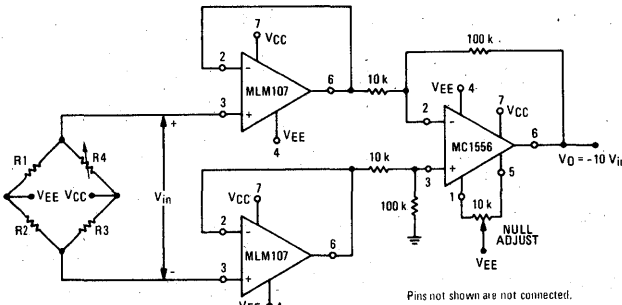 7
VCC
2
-
MLM107
6
3
+
VEE
4
10 k
100 k
VEE 4
7
VCC
2
-
MC1556
6
VO = -10 Vin
+
3
5
1
10 k
NULL
ADJUST
VEE
10 k
100 k
R1
R4
VEE VCC
R2
R3
+
Vin
-
VCC
7
2
-
MLM107
6
3
+
VEE 4
Pins not shown are not connected.